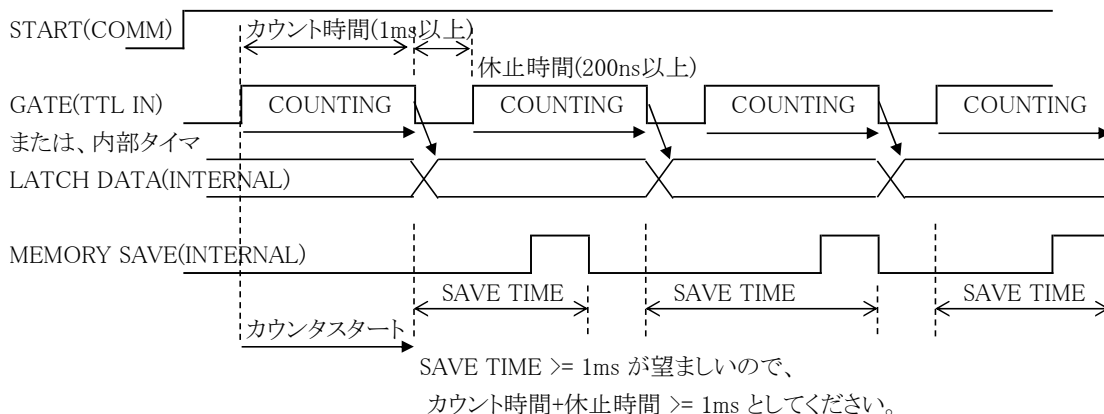 START(COMM)
カウント時間(1ms以上)
休止時間(200ns以上)
GATE(TTL IN)
COUNTING
COUNTING
COUNTING
COUNTING
または、内部タイマ
LATCH DATA(INTERNAL)
MEMORY SAVE(INTERNAL)
SAVE TIME
SAVE TIME
SAVE TIME
カウンタスタート
SAVE TIME >= 1ms が望ましいので、
カウント時間+休止時間 >= 1ms としてください。